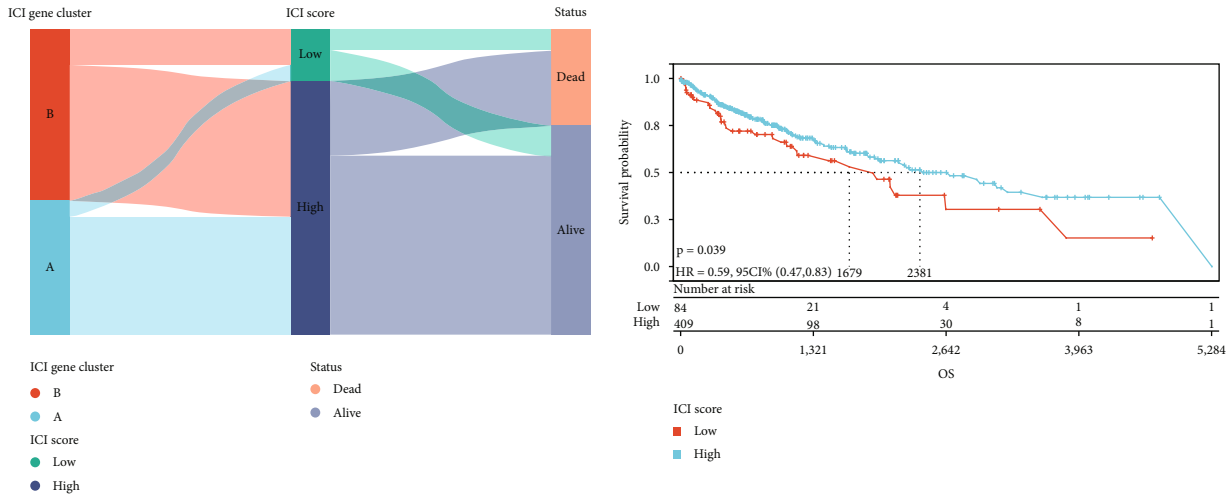 ICI gene cluster
ICI score
Status
B
A
Low
High
Dead
Alive
ICI gene cluster
B
A
ICI score
Low
High
Status
Dead
Alive
Survival probability
1.0
0.8
0.5
0.3
0.0
p = 0.039
HR = 0.59, 95CI% (0.47,0.83)
1679
2381
Number at risk
Low 84 21 4 1 1
High 409 98 30 8 1
0 1,321 2,642 3,963 5,284
OS
ICI score
Low
High